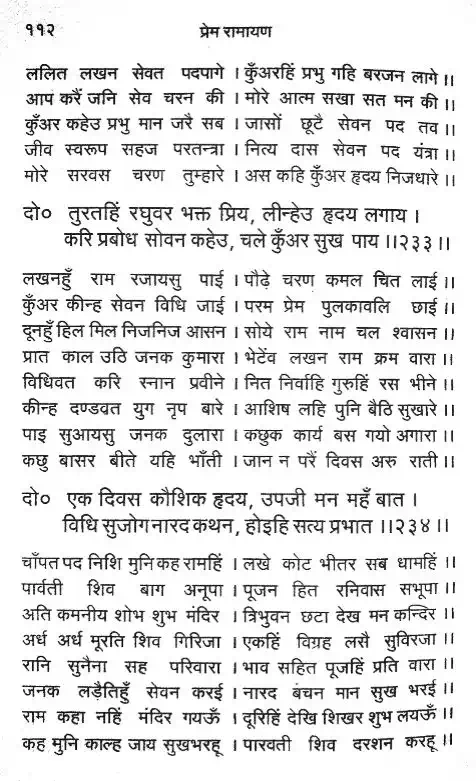 ११२ प्रेम रामायण
ललित लखन सेवत पदपागे । कुँअरहिं प्रभु गहि बरजन लागे ।।
आप करैं जनि सेव चरन की । मोरे आत्म सखा सत मन की ।।
कुँअर कहेउ प्रभु मान जरै सब । जासों छूटै सेवन पद तव ।।
जीव स्वरूप सहज परतन्त्रा । नित्य दास सेवन पद यंत्रा ।।
मोरे सरवस चरण तुम्हारे । अस कहि कुँअर हृदय निजधारे ।।
दो० तुरतहिं रघुवर भक्त प्रिय, लीन्हेउ हृदय लगाय ।
करि प्रबोध सोवन कहेउ, चले कुँअर सुख पाय ।।२३३।।
लखनहुँ राम रजायसु पाई । पौढ़े चरण कमल चित लाई ।।
कुँअर कीन्ह सेवन विधि जाई । परम प्रेम पुलकावलि छाई ।।
दूनहुँ हिल मिल निजनिज आसन । सोये राम नाम चल श्वासन ।।
प्रात काल उठि जनक कुमारा । भेटेंव लखन राम क्रम वारा ।।
विधिवत करि स्नान प्रवीने । नित निर्वाहि गुरुहिं रस भीने ।।
कीन्ह दण्डवत युग नृप बारे । आशिष लहि पुनि बैठि सुखारे ।।
पाइ सुआयसु जनक दुलारा । कछुक कार्य बस गयो अगारा ।।
कछु बासर बीते यहि भाँती । जान न परैं दिवस अरु राती ।।
दो० एक दिवस कौशिक हृदय, उपजी मन महँ बात ।
विधि सुजोग नारद कथन, होइहि सत्य प्रभात ।।२३४।।
चाँपत पद निशि मुनि कह रामहिं । लखे कोट भीतर सब धामहिं ।।
पार्वती शिव बाग अनूपा । पूजन हित रनिवास सभूपा ।।
अति कमनीय शोभ शुभ मंदिर । त्रिभुवन छटा देख मन कन्दिर ।।
अर्ध अर्ध मूरति शिव गिरिजा । एकहिं विग्रह लसै सुविरजा ।।
रानि सुनैना सह परिवारा । भाव सहित पूजहिं प्रति वारा ।।
जनक लड़ैतिहुँ सेवन करई । नारद बंचन मान सुख भरई ।।
राम कहा नहिं मंदिर गयऊँ । दूरिहिं देखि शिखर शुभ लयऊँ ।।
कह मुनि काल्ह जाय सुखभरहू । पारवती शिव दरशन करहू ।।